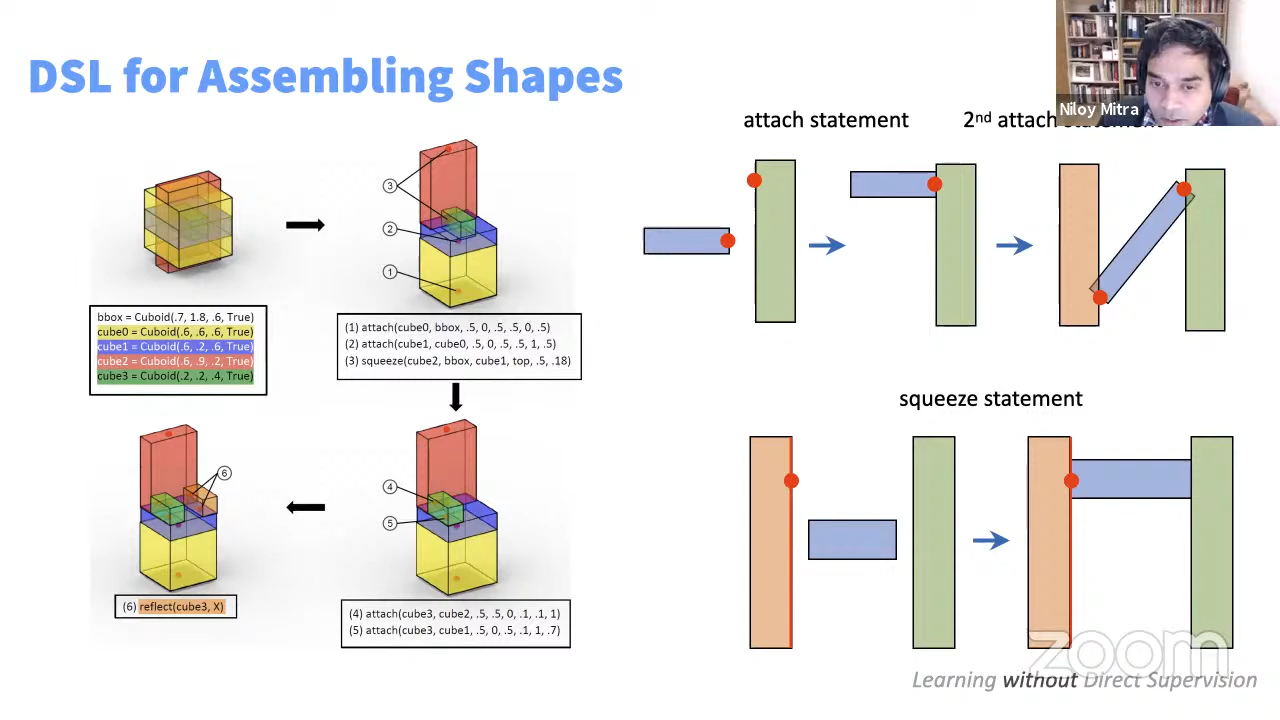 DSL for Assembling Shapes
Niloy Mitra
attach statement
2nd attach statement
3
2
1
bbox = Cuboid(.7, 1.8, .6, True)
cube0 = Cuboid(.6, .6, .6, True)
cube1 = Cuboid(.6, .2, .6, True)
cube2 = Cuboid(.6, .9, .2, True)
cube3 = Cuboid(.2, .2, .4, True)
(1) attach(cube0, bbox, .5, 0, .5, .5, 0, .5)
(2) attach(cube1, cube0, .5, 0, .5, .5, 1, .5)
(3) squeeze(cube2, bbox, cube1, top, .5, .18)
squeeze statement
6
4
5
(6) reflect(cube3, X)
(4) attach(cube3, cube2, .5, .5, 0, .1, .1, 1)
(5) attach(cube3, cube1, .5, 0, .5, .1, 1, .7)
zoom
Learning without Direct Supervision